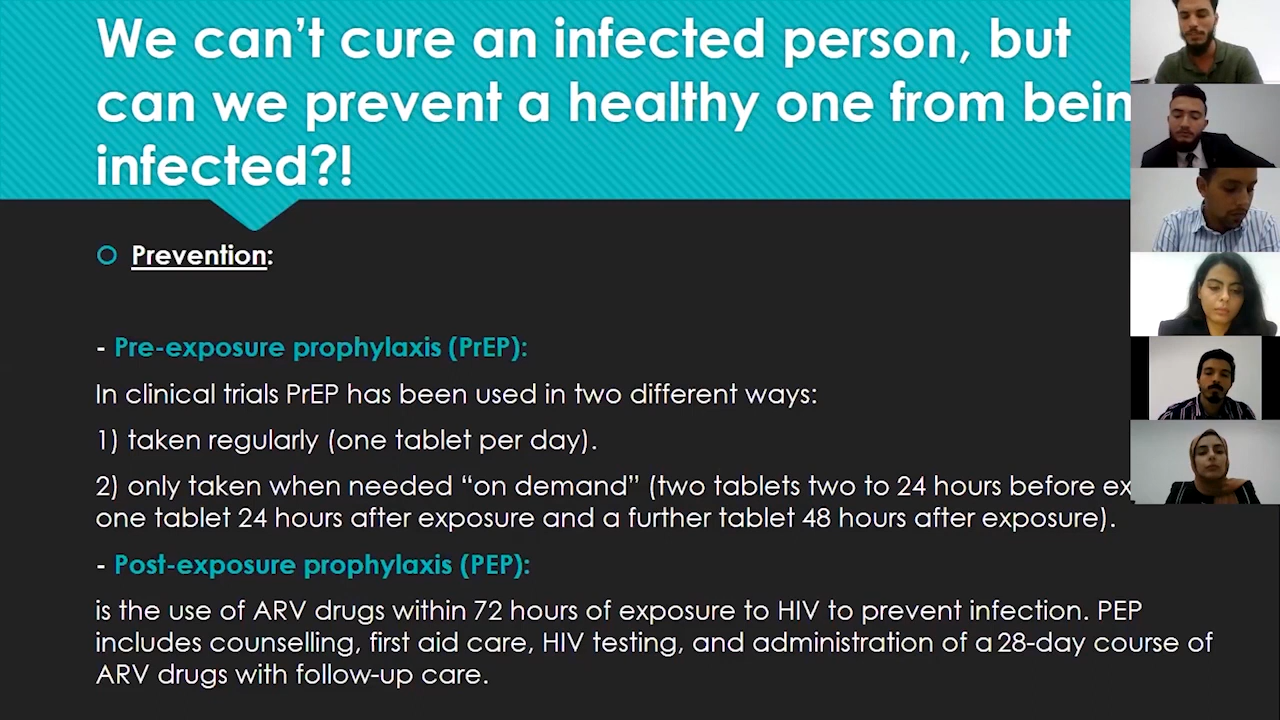 We can't cure an infected person, but
can we prevent a healthy one from
infected?!
Prevention:
- Pre-exposure prophylaxis (PrEP):
In clinical trials PrEP has been used in two different ways:
1) taken regularly (one tablet per day).
2) only taken when needed “on demand” (two tablets two to 24 hours before
one tablet 24 hours after exposure and a further tablet 48 hours after exposure).
- Post-exposure prophylaxis (PEP):
is the use of ARV drugs within 72 hours of exposure to HIV to prevent infection. PEP
includes counselling, first aid care, HIV testing, and administration of a 28-day course of
ARV drugs with follow-up care.